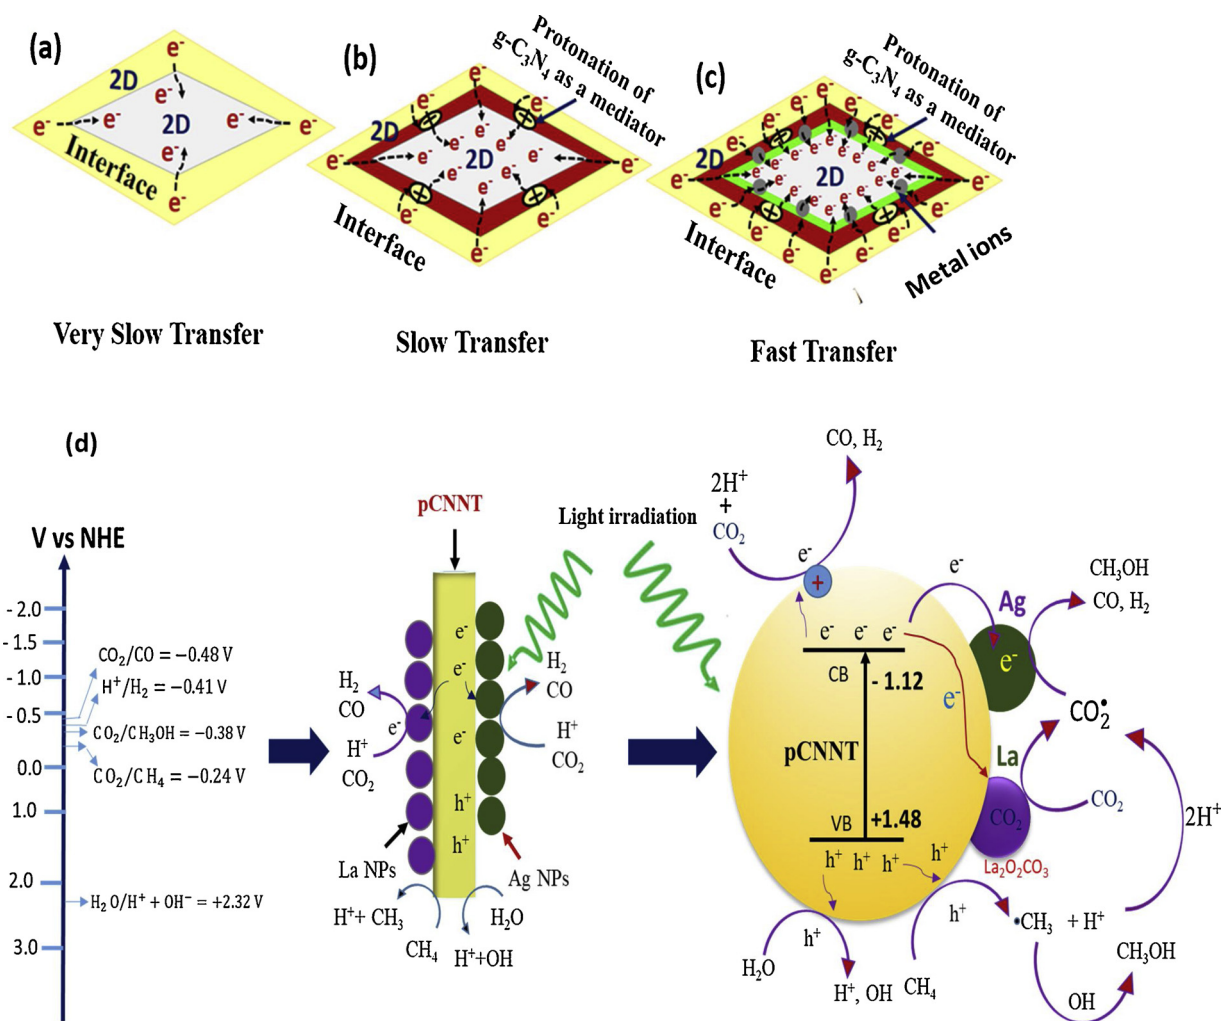 (a)
e-
2D
e-
e-
e-
2D
e-
e-
e-
e-
Interface
Very Slow Transfer
(b)
Protonation of
g-C3N4 as a mediator
2D
2D
e-
+
Interface
Slow Transfer
(c)
Protonation of
g-C3N4 as a mediator
2D
2D
e-
+
Interface
Metal ions
Fast Transfer
(d)
V vs NHE
- 2.0
- 1.5
- 1.0
- 0.5
0.0
1.0
2.0
3.0
CO2/CO = −0.48 V
H+/H2 = −0.41 V
CO2/CH3OH = −0.38 V
CO2/CH4 = −0.24 V
H2O/H+ + OH− = +2.32 V
pCNNT
e-
e-
e-
h+
h+
H2
CO
e-
H+
CO2
H2
CO
H+
CO2
La NPs
Ag NPs
H++ CH3
CH4
H2O
H++OH
Light irradiation
CO, H2
2H+
+
CO2
e-
+
e- e- e-
CB
- 1.12
pCNNT
VB
+1.48
h+ h+ h+
h+
e-
e-
Ag
e-
CH3OH
CO, H2
CO2•
La
CO2
CO2
La2O2CO3
2H+
h+
H2O
H+, OH
h+
CH4
•CH3 + H+
CH3OH
OH